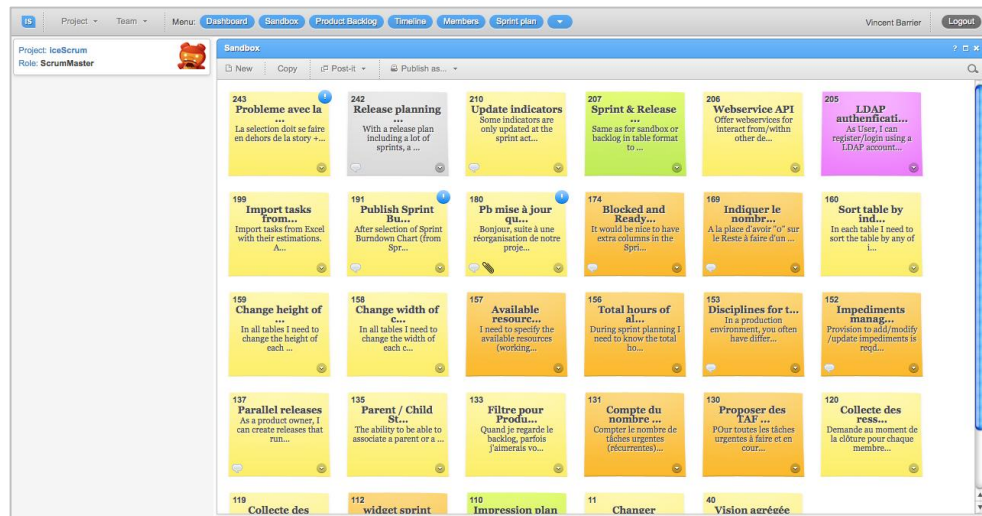 is Project Team Menu: Dashboard Sandbox Product Backlog Timeline Members Sprint plan Vincent Barrier Logout
Project: iceScrum
Role: ScrumMaster
Sandbox ? x
New Copy Post-it Publish as...
243
Probleme avec la
...
La selection doit se faire
en dehors de la story +...
242
Release planning
...
With a release plan
including a lot of
sprints, a ...
210
Update indicators
Some indicators are
only updated at the
sprint act...
207
Sprint & Release
...
Same as for sandbox or
backlog in table format
to ...
206
Webservice API
Offer webservices for
interact from/withn
other de...
205
LDAP
authenficati...
As User, I can
register/login using a
LDAP account...
199
Import tasks
from...
Import tasks from Excel
with their estimations.
A...
191
Publish Sprint
Bu...
After selection of Sprint
Burndown Chart (from
Spr...
180
Pb mise à jour
qu...
Bonjour, suite à une
réorganisation de notre
proje...
174
Blocked and
Ready...
It would be nice to have
extra columns in the
Spri...
169
Indiquer le
nombr...
A la place d'avoir "0" sur
le Reste à faire d'un ...
160
Sort table by
ind...
In each table I need to
sort the table by any of
i...
159
Change height of
...
In all tables I need to
change the height of
each ...
158
Change width of
c...
In all tables I need to
change the width of
each c...
157
Available
resourc...
I need to specify the
available resources
(working...
156
Total hours of
al...
During sprint planning I
need to know the total
ho...
153
Disciplines for t...
In a production
environment, you often
have differ...
152
Impediments
manag...
Provision to add/modify
/update impediments is
reqd...
137
Parallel releases
As a product owner, I
can create releases that
run...
135
Parent / Child
St...
The ability to be able to
associate a parent or a ...
133
Filtre pour
Produ...
Quand je regarde le
backlog, parfois
j'aimerais vo...
131
Compte du
nombre ...
Compter le nombre de
tâches urgentes
(récurrentes)...
130
Proposer des
TAF ...
POur toutes les tâches
urgentes à faire et en
cour...
120
Collecte des
ress...
Demande au moment de
la clôture pour chaque
membre...
119
Collecte des
112
widget sprint
110
Impression plan
11
Changer
40
Vision agrégée